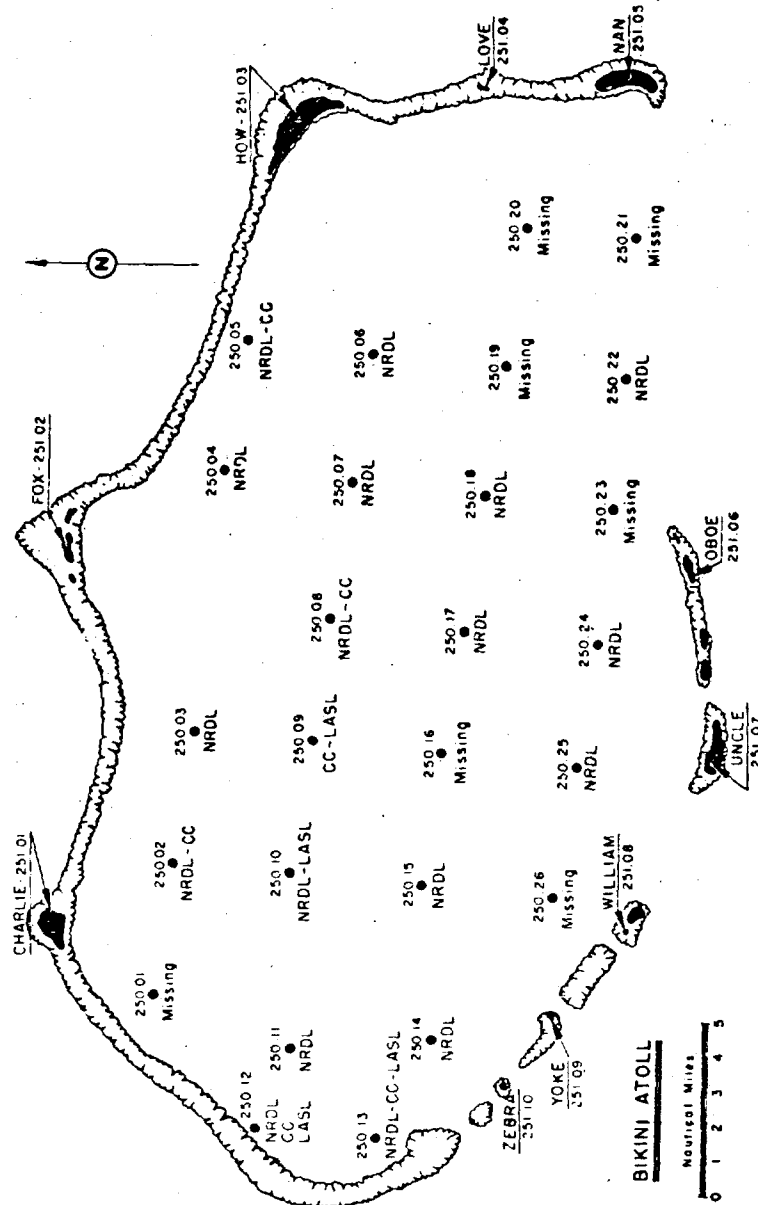 CHARLIE-251.01
FOX-251.02
HOW-251.03
LOVE
251.04
NAN
251.05
N
250.01
Missing
250.02
NRDL-CC
250.03
NRDL
250.04
NRDL
250.05
NRDL-CC
250.12
NRDL
CC
LASL
250.11
NRDL
250.10
NRDL-LASL
250.09
CC-LASL
250.08
NRDL-CC
250.07
NRDL
250.06
NRDL
250.13
NRDL-CC-LASL
250.14
NRDL
250.15
NRDL
250.16
Missing
250.17
NRDL
250.18
NRDL
250.19
Missing
250.20
Missing
250.26
Missing
250.25
NRDL
250.24
NRDL
250.23
Missing
250.22
NRDL
250.21
Missing
ZEBRA
251.10
YOKE
251.09
WILLIAM
251.08
UNCLE
251.07
OBOE
251.06
BIKINI ATOLL
Nautical Miles
0 1 2 3 4 5